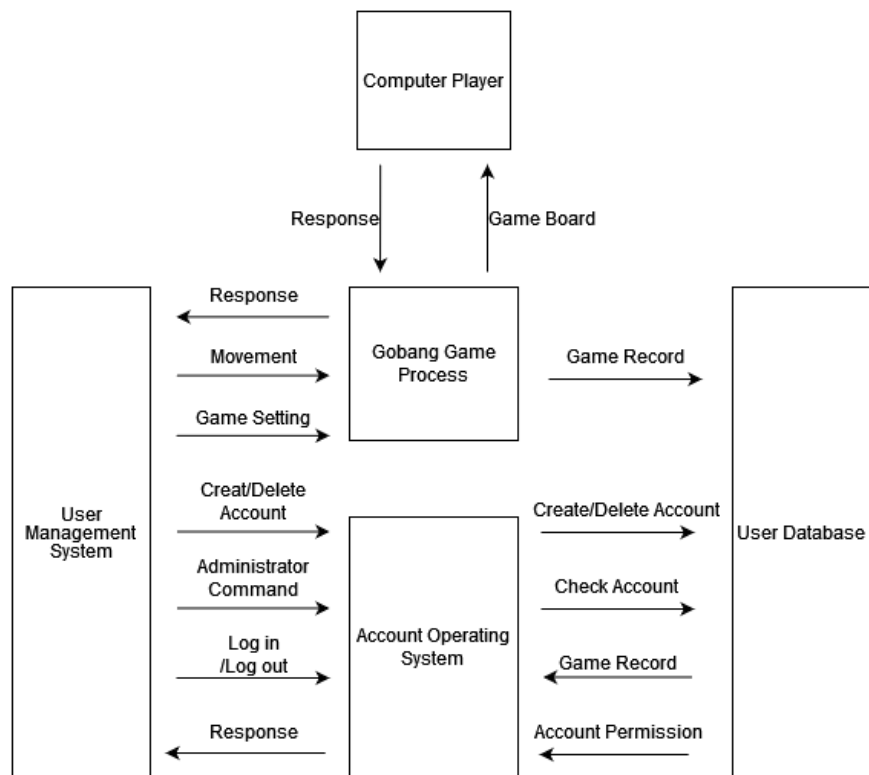 Computer Player
Response
Game Board
Response
Movement
Game Setting
Gobang Game
Process
Game Record
User
Management
System
Creat/Delete
Account
Administrator
Command
Log in
/Log out
Response
Account Operating
System
Create/Delete Account
Check Account
Game Record
Account Permission
User Database